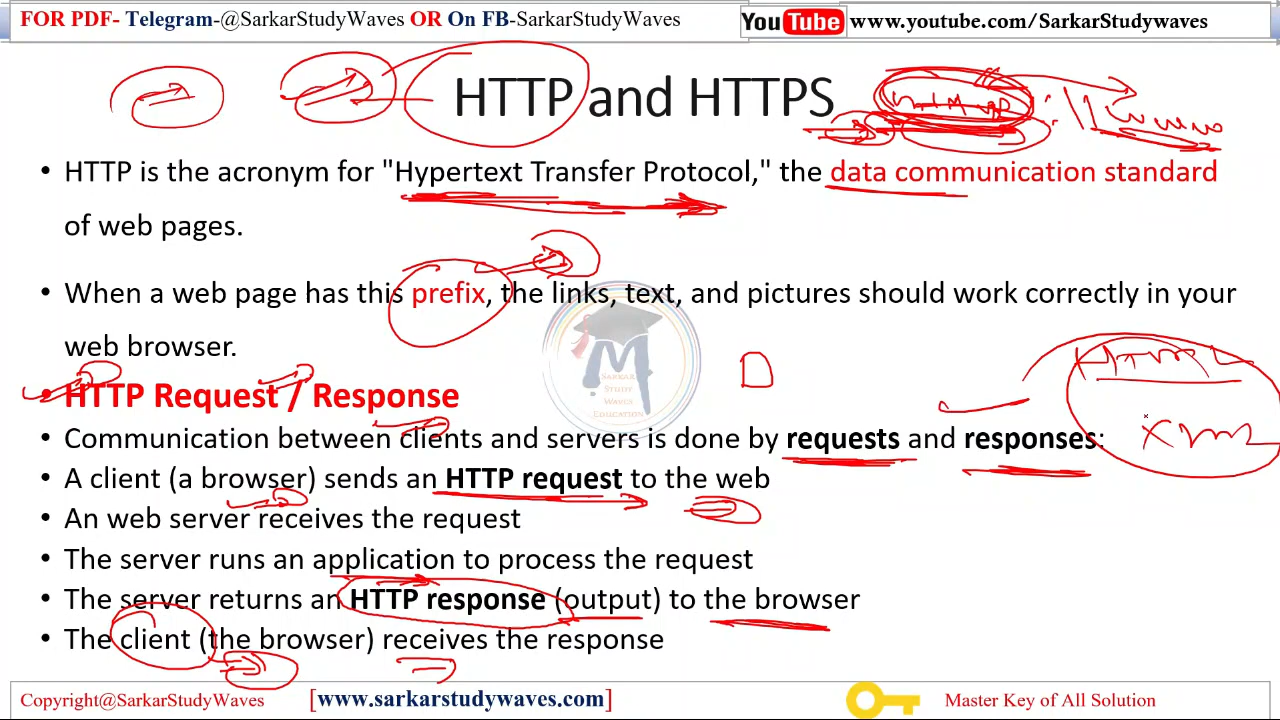 FOR PDF- Telegram-@SarkarStudyWaves OR On FB-SarkarStudyWaves
YouTube www.youtube.com/SarkarStudywaves
HTTP and HTTPS
• HTTP is the acronym for "Hypertext Transfer Protocol," the data communication standard
of web pages.
• When a web page has this prefix, the links, text, and pictures should work correctly in your
web browser.
SARKAR
STUDY
WAVES
EDUCATION
• HTTP Request / Response
• Communication between clients and servers is done by requests and responses:
• A client (a browser) sends an HTTP request to the web
• An web server receives the request
• The server runs an application to process the request
• The server returns an HTTP response (output) to the browser
• The client (the browser) receives the response
Copyright@SarkarStudyWaves
[www.sarkarstudywaves.com]
Master Key of All Solution